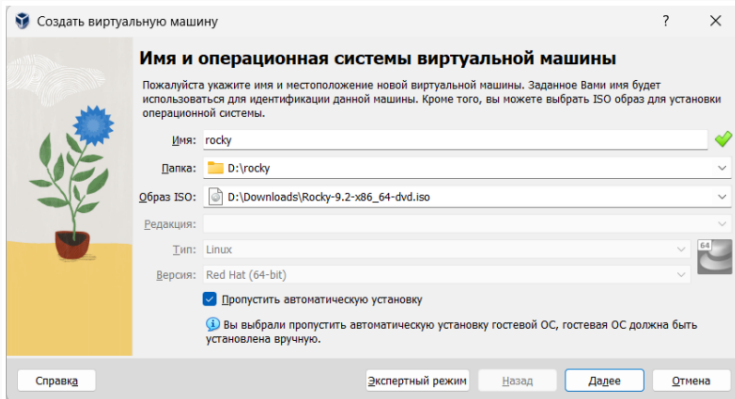 Создать виртуальную машину
Имя и операционная системы виртуальной машины
Пожалуйста укажите имя и местоположение новой виртуальной машины. Заданное Вами имя будет
использоваться для идентификации данной машины. Кроме того, вы можете выбрать ISO образ для установки
операционной системы.
Имя: rocky
Папка: D:\rocky
Образ ISO: D:\Downloads\Rocky-9.2-x86_64-dvd.iso
Редакция:
Тип: Linux
64
Версия: Red Hat (64-bit)
Пропустить автоматическую установку
Вы выбрали пропустить автоматическую установку гостевой ОС, гостевая ОС должна быть
установлена вручную.
Справка Экспертный режим Назад Далее Отмена